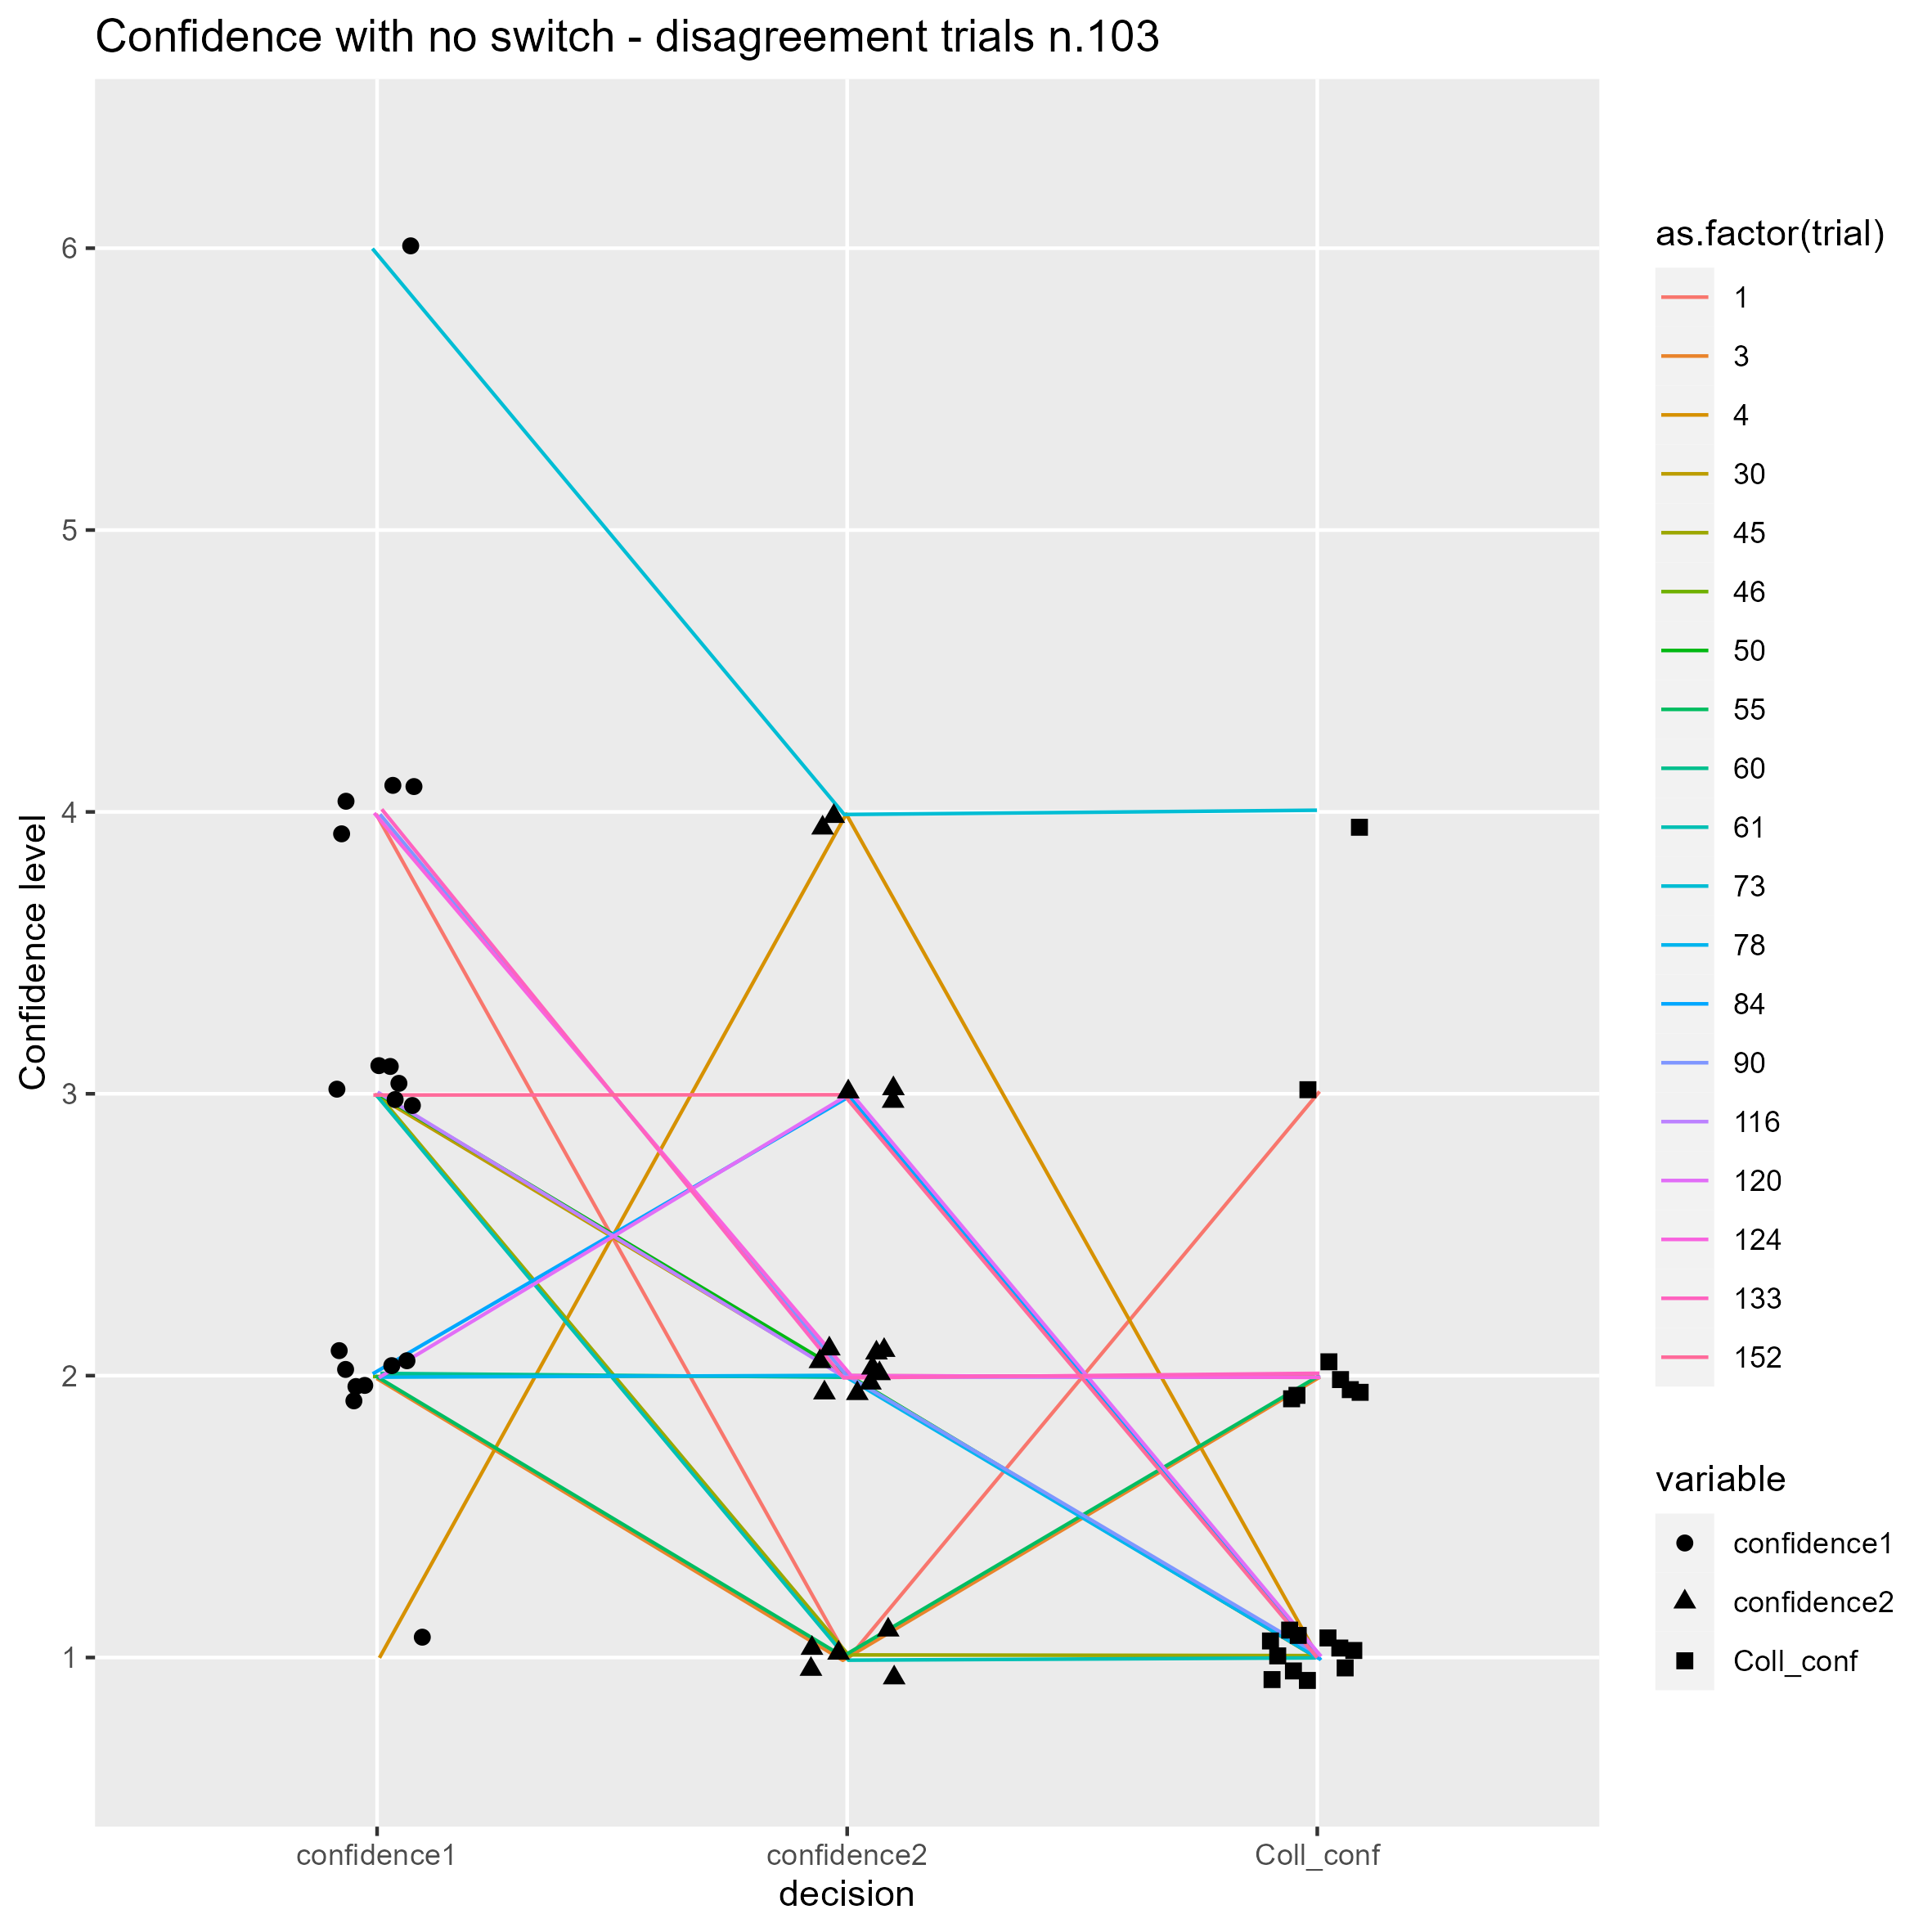 Confidence with no switch - disagreement trials n.103
Confidence level
6
5
4
3
2
1
confidence1
confidence2
Coll_conf
decision
as.factor(trial)
1
3
4
30
45
46
50
55
60
61
73
78
84
90
116
120
124
133
152
variable
confidence1
confidence2
Coll_conf